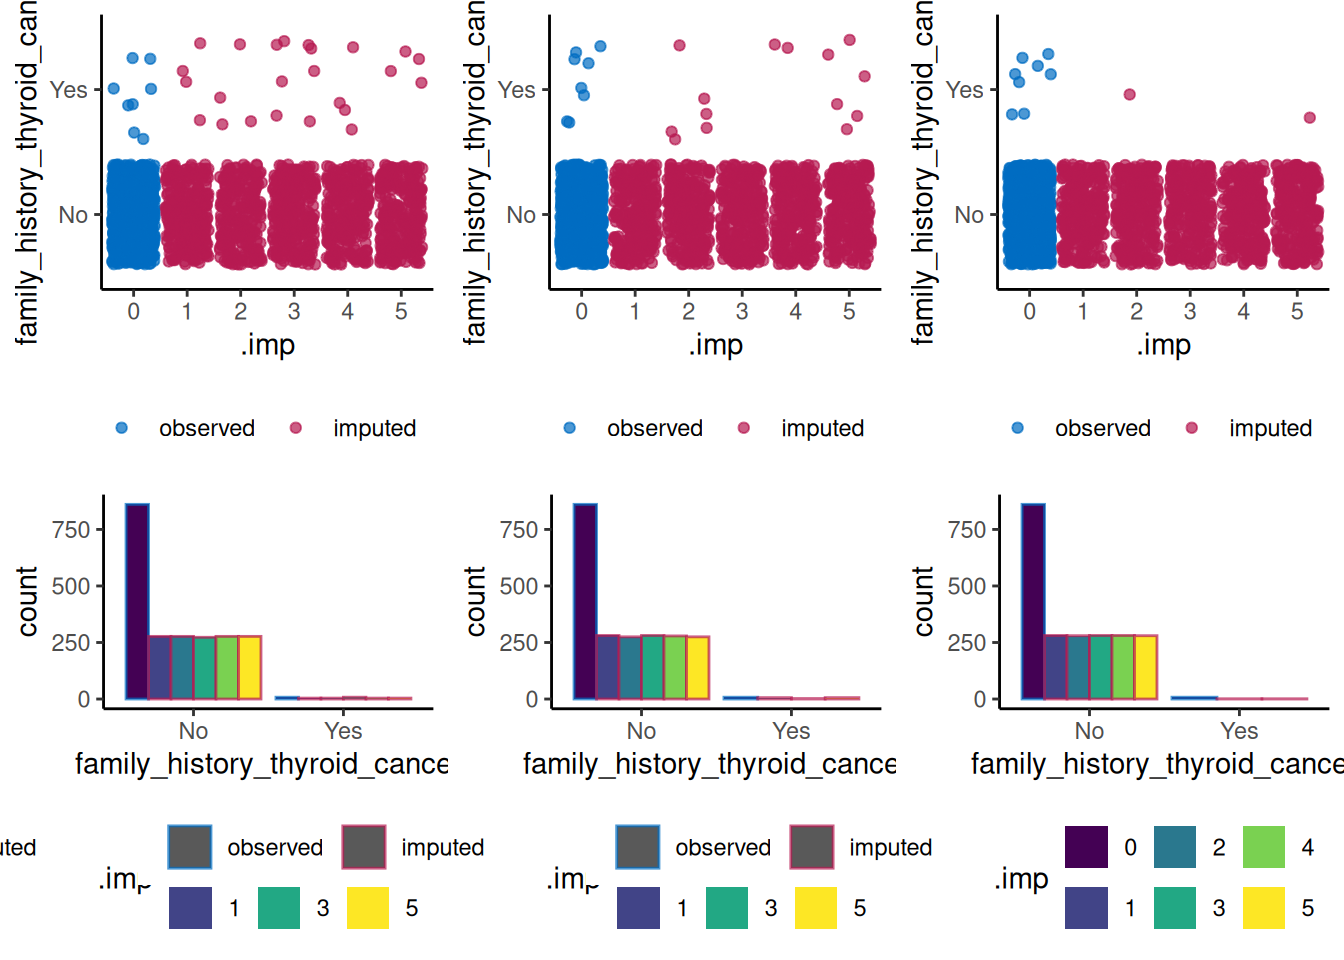 family_history_thyroid_can
Yes
No
0 1 2 3 4 5
.imp
observed imputed
family_history_thyroid_can
Yes
No
0 1 2 3 4 5
.imp
observed imputed
family_history_thyroid_can
Yes
No
0 1 2 3 4 5
.imp
observed imputed
count
750
500
250
0
No Yes
family_history_thyroid_cance
count
750
500
250
0
No Yes
family_history_thyroid_cance
count
750
500
250
0
No Yes
family_history_thyroid_cance
uted
.imp
observed imputed
1 3 5
.imp
observed imputed
1 3 5
.imp
0 2 4
1 3 5